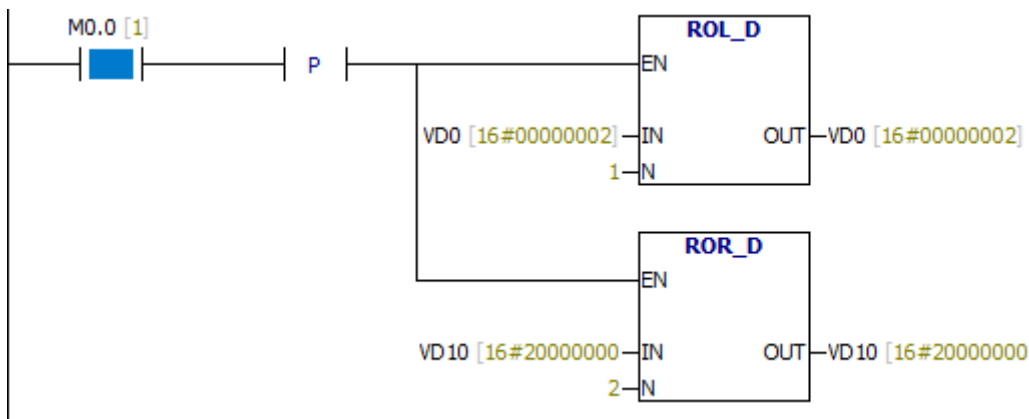 M0.0 [1]
P
ROL_D
EN
VD0 [16#00000002] IN OUT VD0 [16#00000002]
1 N
ROR_D
EN
VD10 [16#20000000 IN OUT VD10 [16#20000000
2 N